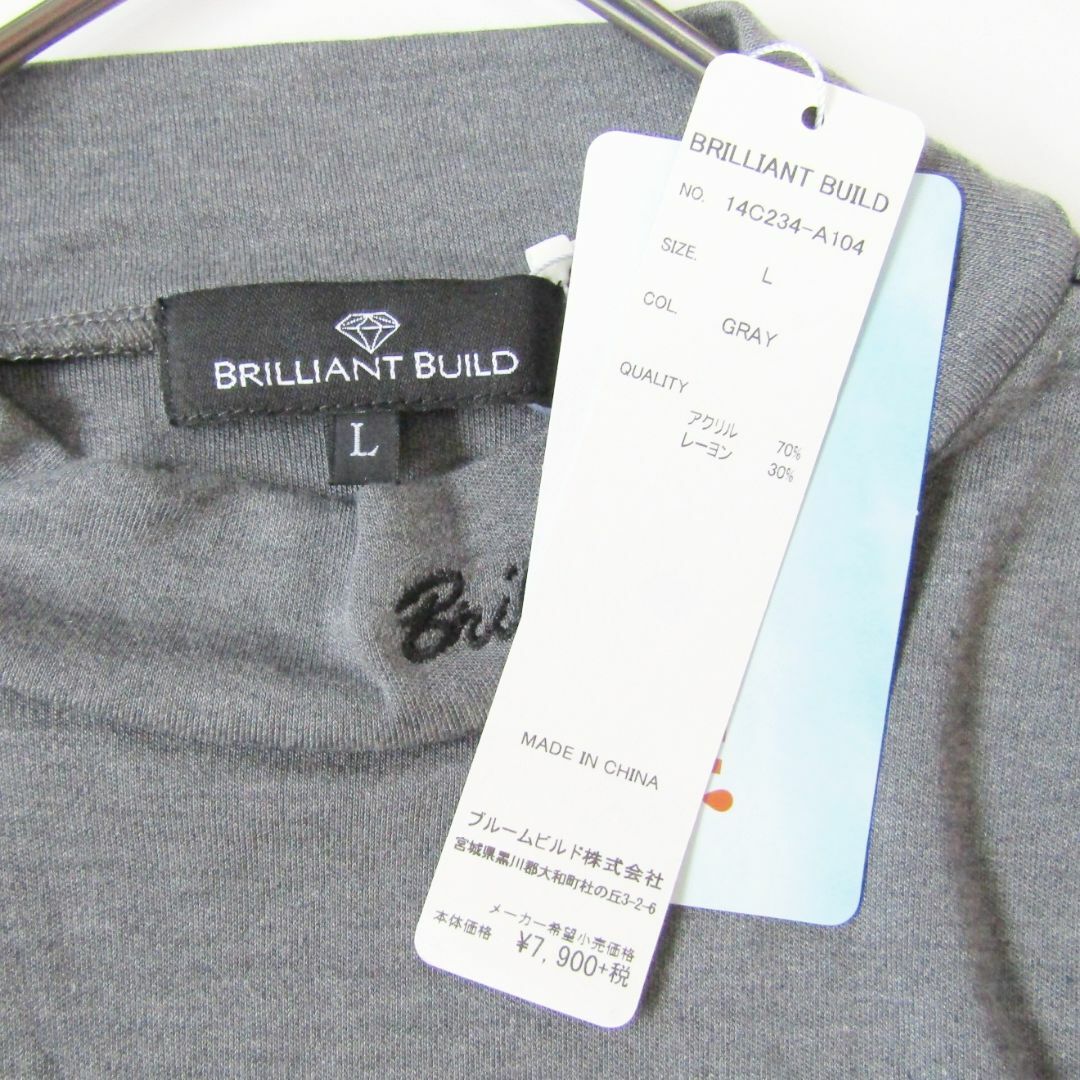 BRILLIANT BUILD
L
Bri
BRILLIANT BUILD
NO. 14C234-A104
SIZE. L
COL. GRAY
QUALITY
アクリル 70%
レーヨン 30%
MADE IN CHINA
ブルームビルド株式会社
宮城県黒川郡大和町杜の丘3-2-6
メーカー希望小売価格
本体価格 ¥7,900+税